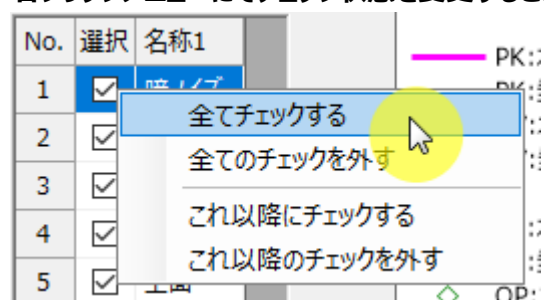 No. 選択 名称1
PK:
1
全てチェックする
2
全てのチェックを外す
3
これ以降にチェックする
4
これ以降のチェックを外す
5
OP: